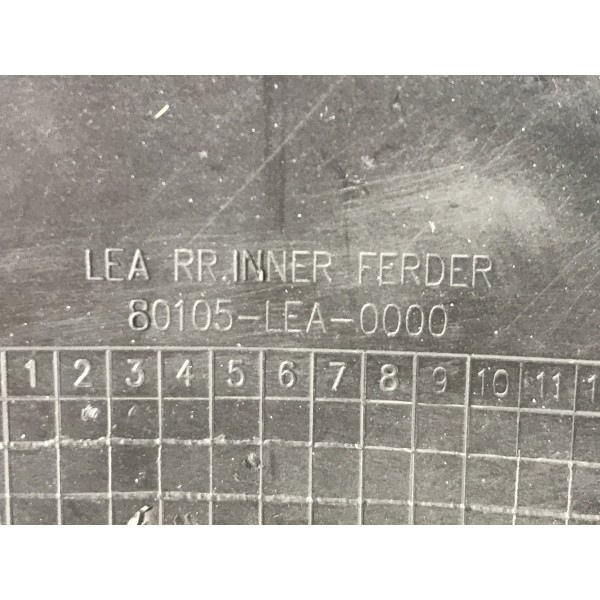 LEA RR.INNER FERDER
80105-LEA-0000
1 2 3 4 5 6 7 8 9 10 11